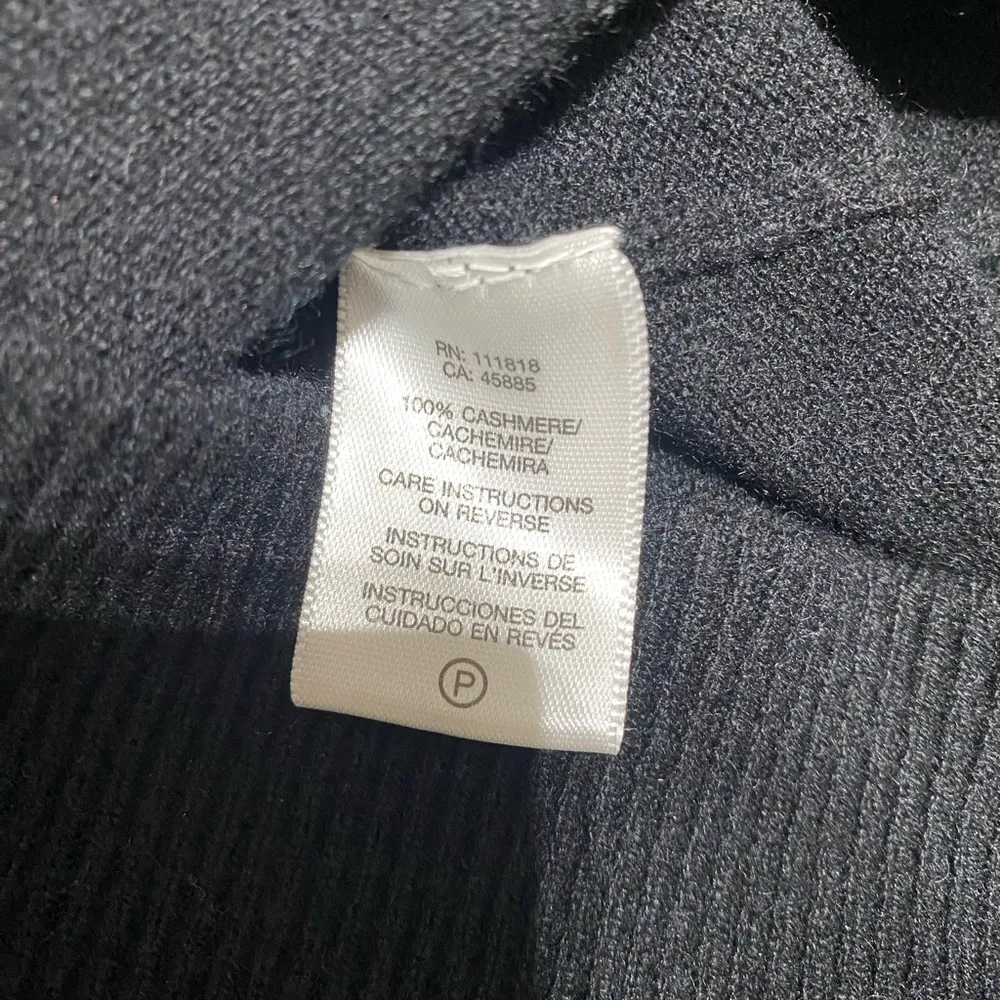 RN: 111818
CA: 45885
100% CASHMERE/
CACHEMIRE/
CACHEMIRA
CARE INSTRUCTIONS
ON REVERSE
INSTRUCTIONS DE
SOIN SUR L'INVERSE
INSTRUCCIONES DEL
CUIDADO EN REVÉS
P